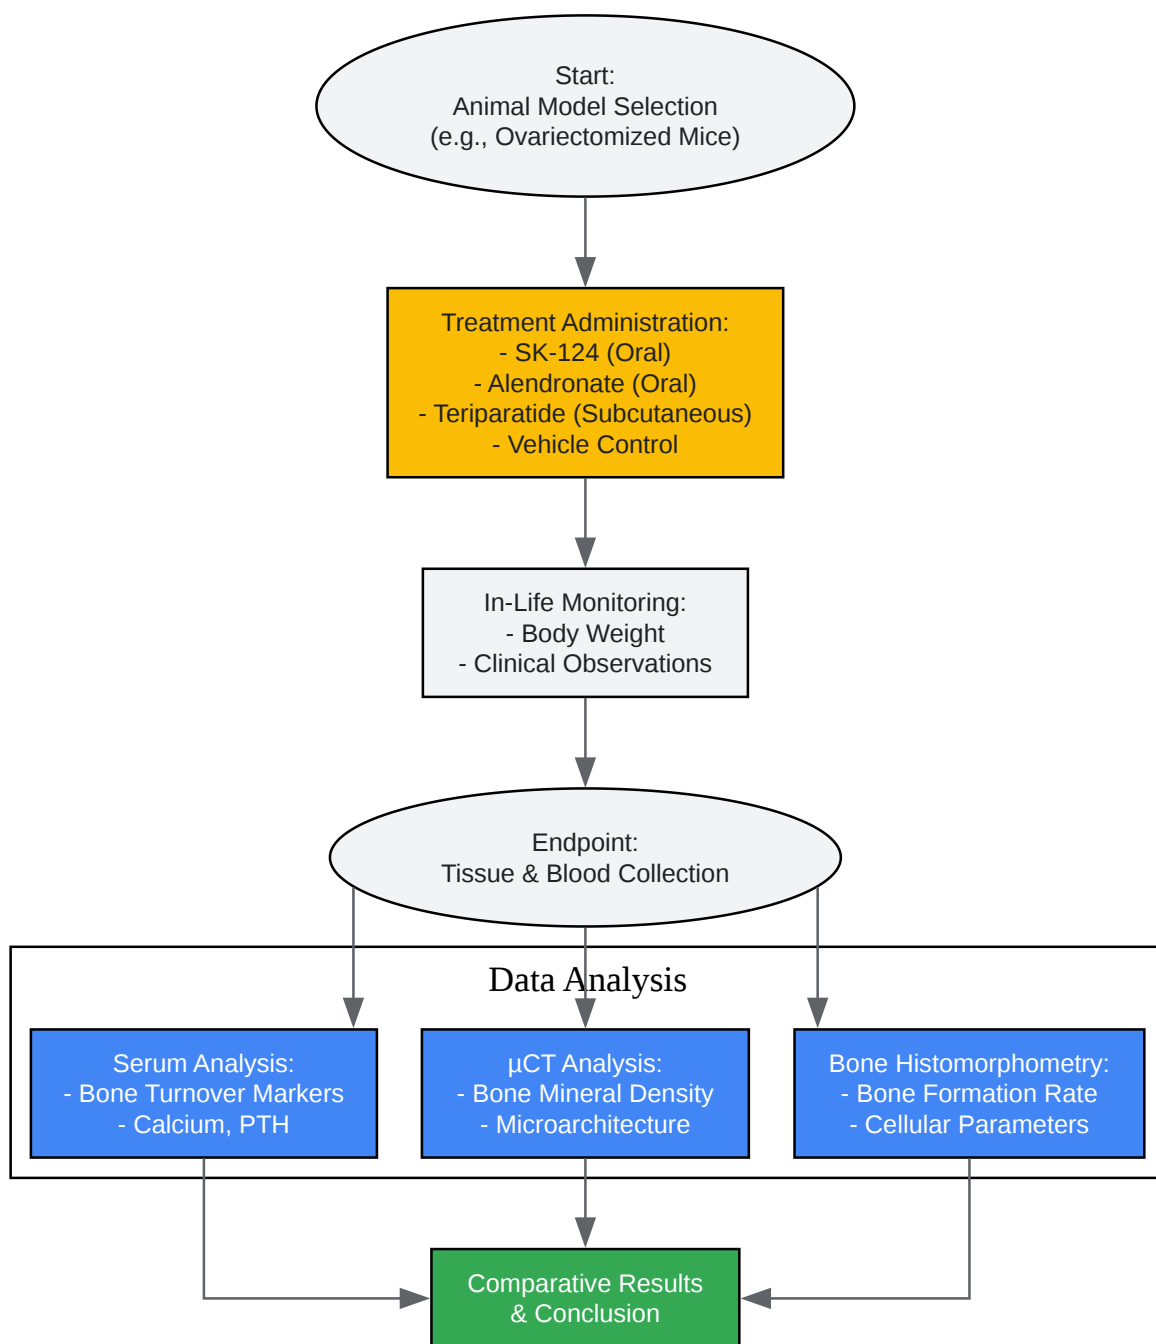 Start:
Animal Model Selection
(e.g., Ovariectomized Mice)
Treatment Administration:
- SK-124 (Oral)
- Alendronate (Oral)
- Teriparatide (Subcutaneous)
- Vehicle Control
In-Life Monitoring:
- Body Weight
- Clinical Observations
Endpoint:
Tissue & Blood Collection
Data Analysis
Serum Analysis:
- Bone Turnover Markers
- Calcium, PTH
µCT Analysis:
- Bone Mineral Density
- Microarchitecture
Bone Histomorphometry:
- Bone Formation Rate
- Cellular Parameters
Comparative Results
& Conclusion